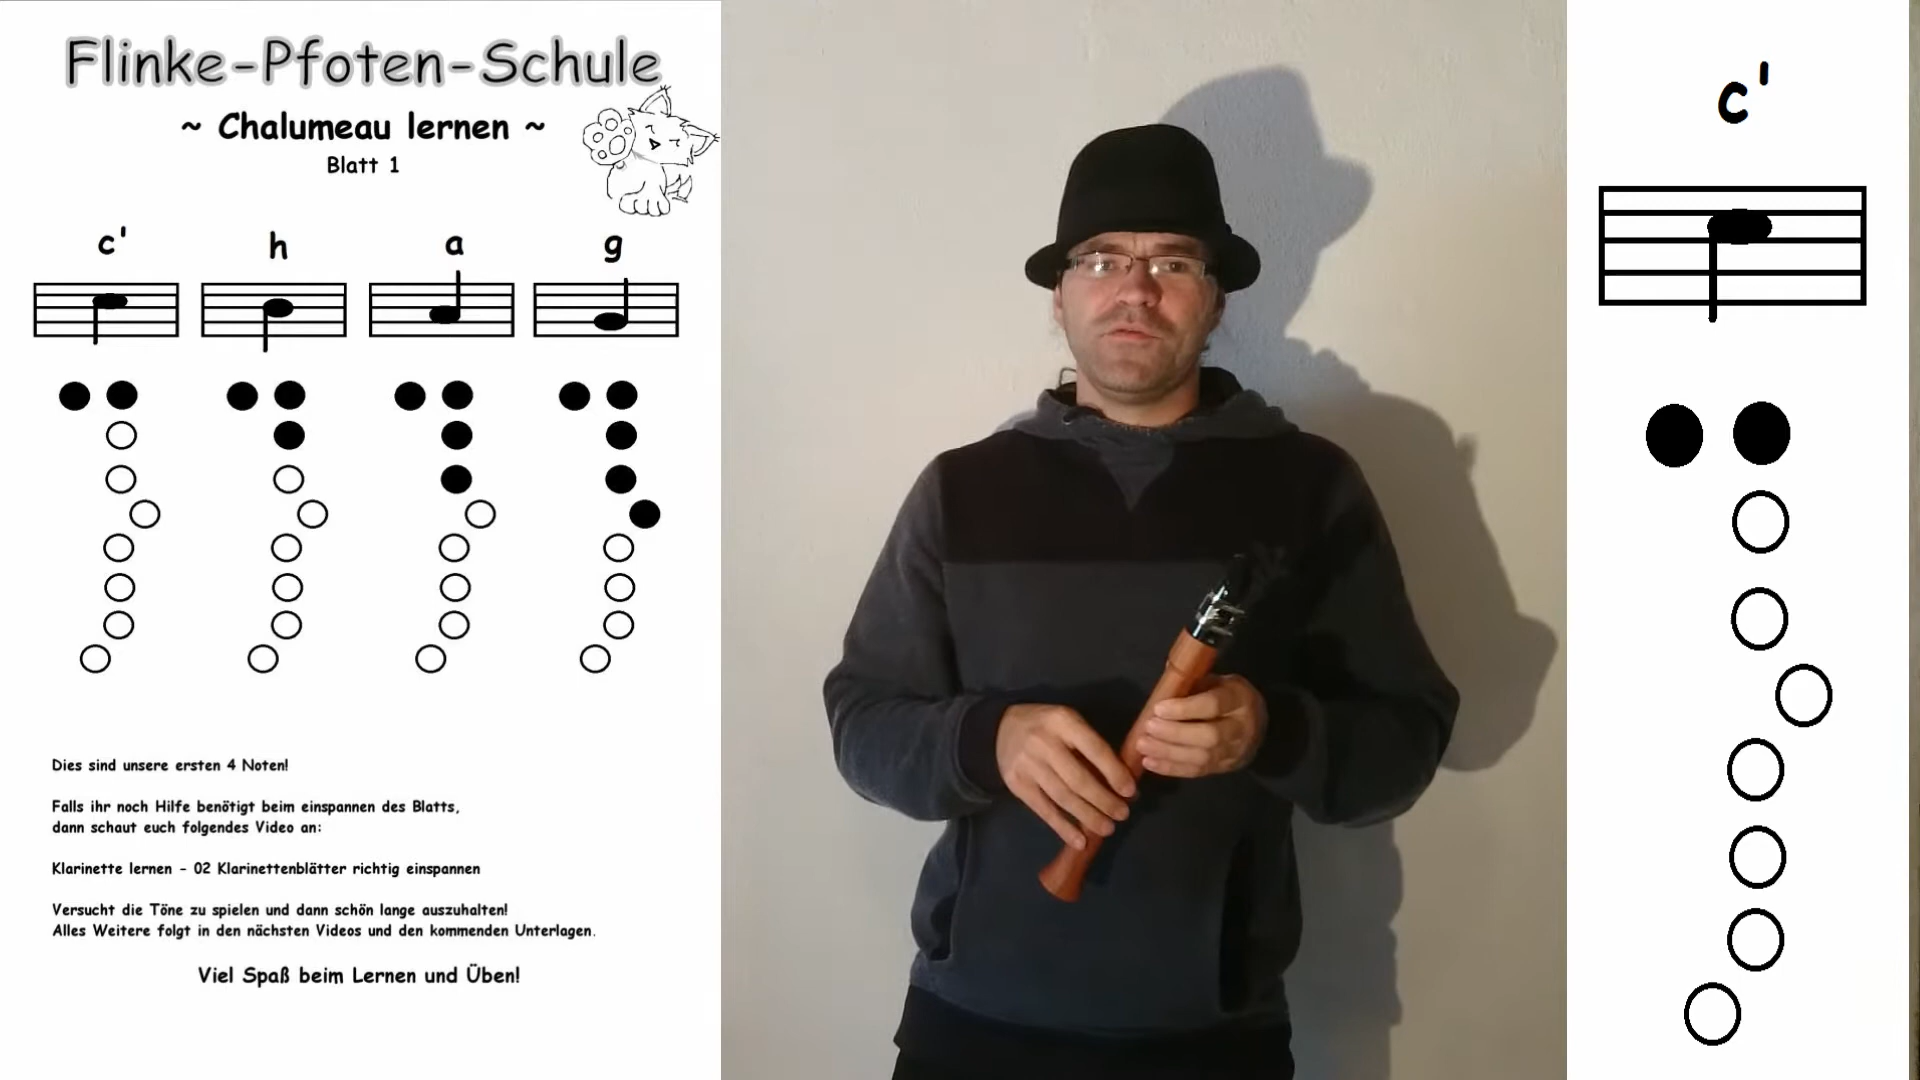 Flinke-Pfoten-Schule
~ Chalumeau lernen ~
Blatt 1
c' h a g
Dies sind unsere ersten 4 Noten!
Falls ihr noch Hilfe benötigt beim einspannen des Blatts,
dann schaut euch folgendes Video an:
Klarinette lernen - 02 Klarinettenblätter richtig einspannen
Versucht die Töne zu spielen und dann schön lange auszuhalten!
Alles Weitere folgt in den nächsten Videos und den kommenden Unterlagen.
Viel Spaß beim Lernen und Üben!
c'